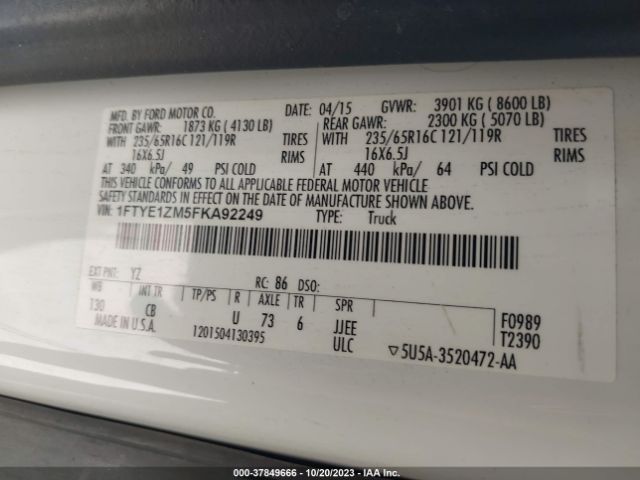 MFD. BY FORD MOTOR CO. DATE: 04/15 GVWR: 3901 KG ( 8600 LB)
FRONT GAWR: 1873 KG ( 4130 LB) REAR GAWR: 2300 KG ( 5070 LB)
WITH 235/65R16C 121/119R TIRES WITH 235/65R16C 121/119R TIRES
16X6.5J RIMS 16X6.5J RIMS
AT 340 kPa/ 49 PSI COLD AT 440 kPa/ 64 PSI COLD
THIS VEHICLE CONFORMS TO ALL APPLICABLE FEDERAL MOTOR VEHICLE
SAFETY STANDARDS IN EFFECT ON THE DATE OF MANUFACTURE SHOWN ABOVE
VIN: 1FTYE1ZM5FKA92249 TYPE: Truck
EXT PNT: YZ RC: 86 DSO:
WB INT TR TP/PS R AXLE TR SPR
130 CB U 73 6 JJEE F0989
MADE IN U.S.A. 1201504130395 ULC T2390
▽5U5A-3520472-AA
000-37849666 - 10/20/2023 - IAA Inc.